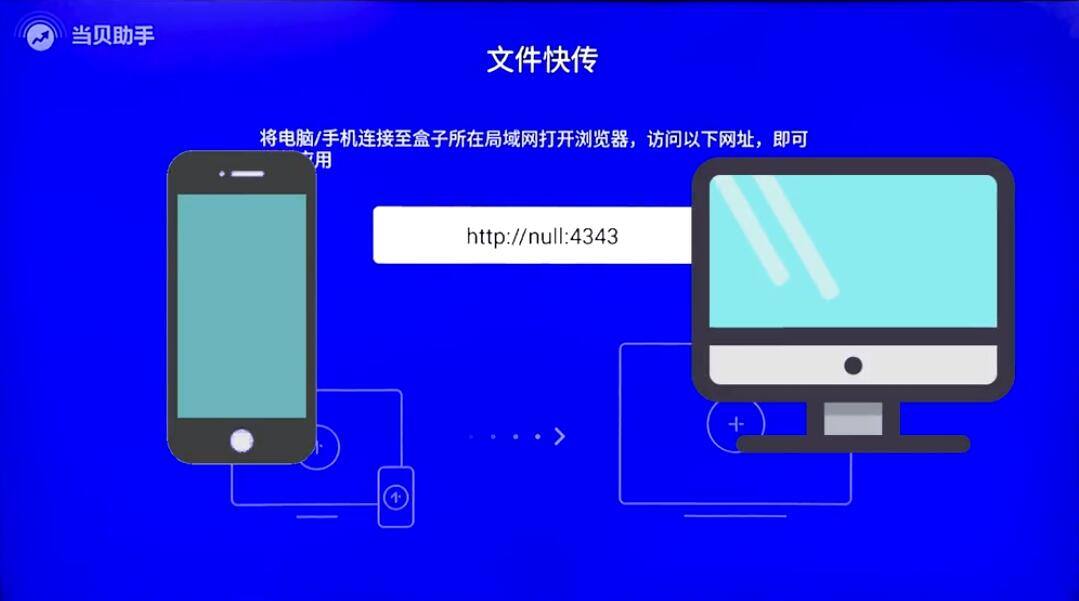 当贝助手
文件快传
将电脑/手机连接至盒子所在局域网打开浏览器，访问以下网址，即可
应用
http://null:4343